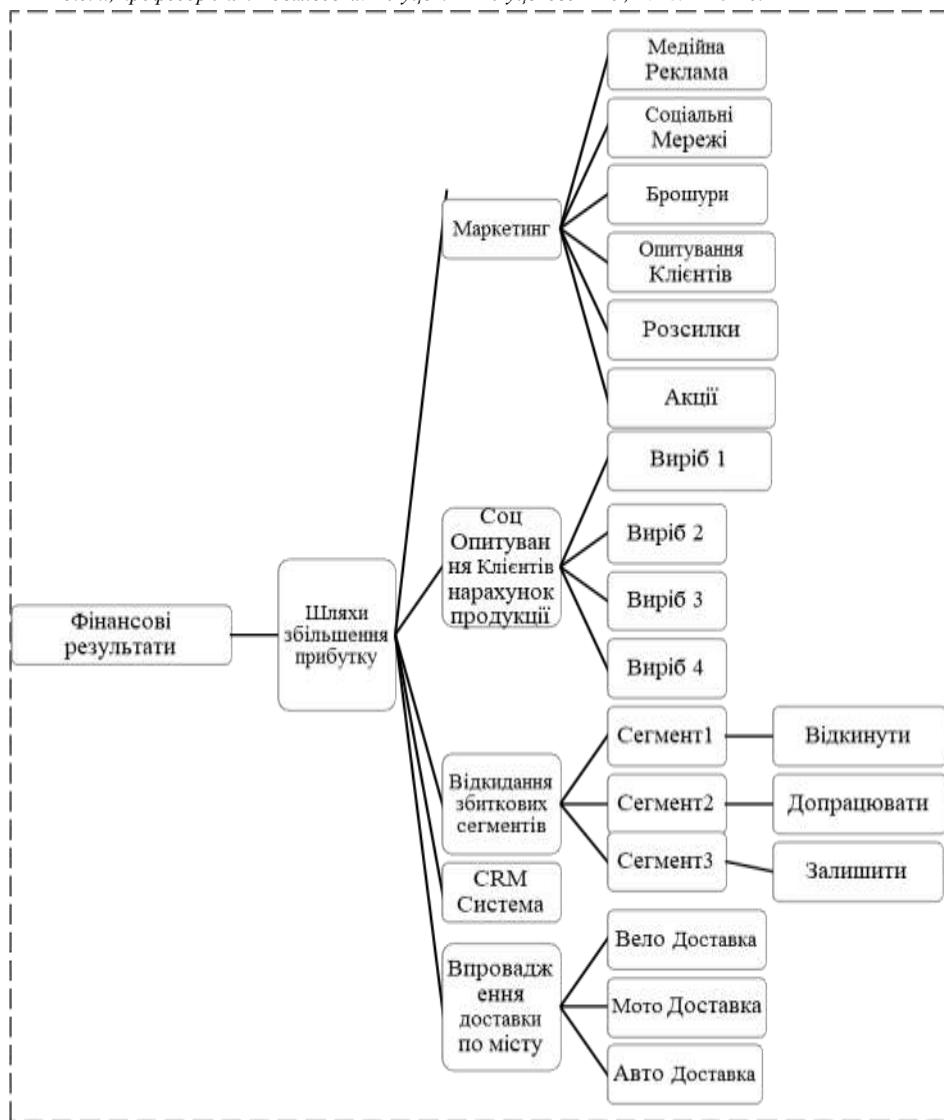 Медійна
Реклама
Соціальні
Мережі
Брошури
Маркетинг
Опитування
Клієнтів
Розсилки
Акції
Виріб 1
Соц
Опитуван
ня Клієнтів
нарахунок
продукції
Виріб 2
Виріб 3
Виріб 4
Фінансові
результати
Шляхи
збільшення
прибутку
Відкидання
збиткових
сегментів
Сегмент1
Відкинути
Сегмент2
Допрацювати
Сегмент3
Залишити
CRM
Система
Впровадж
ення
доставки
по місту
Вело Доставка
Мото Доставка
Авто Доставка